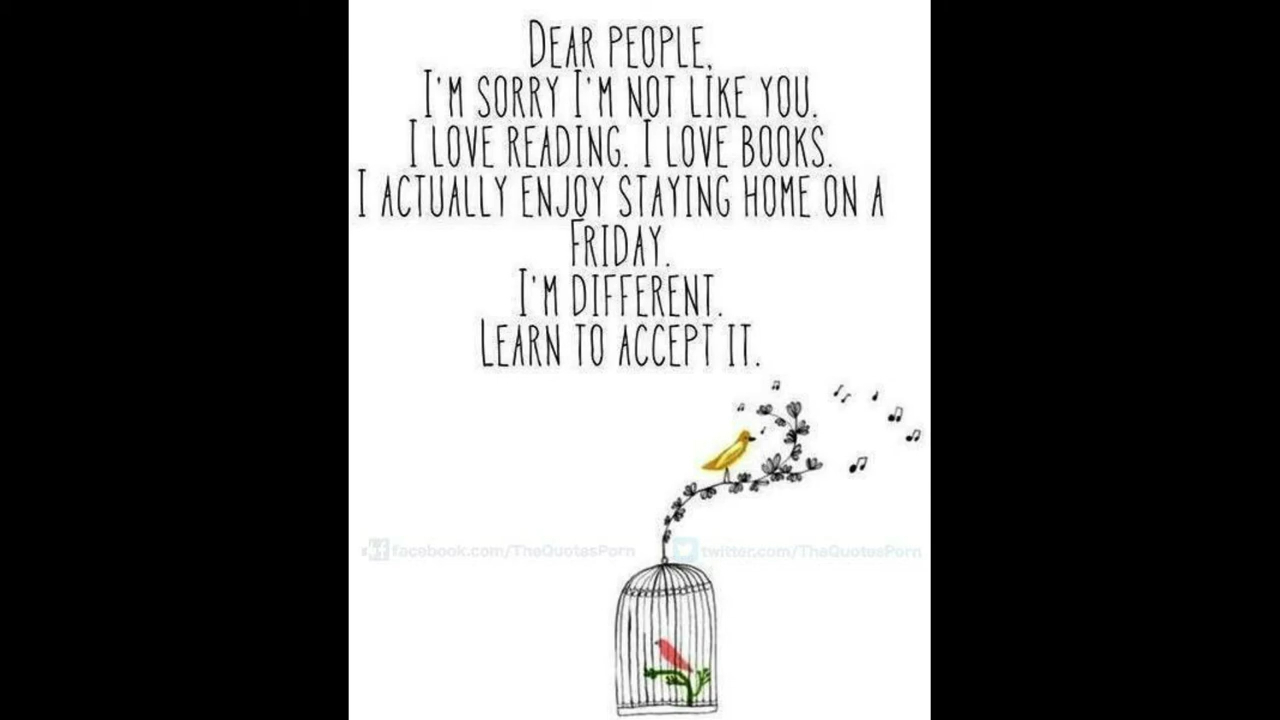 DEAR PEOPLE,
I'M SORRY I'M NOT LIKE YOU.
I LOVE READING. I LOVE BOOKS.
I ACTUALLY ENJOY STAYING HOME ON A
FRIDAY.
I'M DIFFERENT.
LEARN TO ACCEPT IT.
facebook.com/TheQuotesPorn twitter.com/TheQuotesPorn